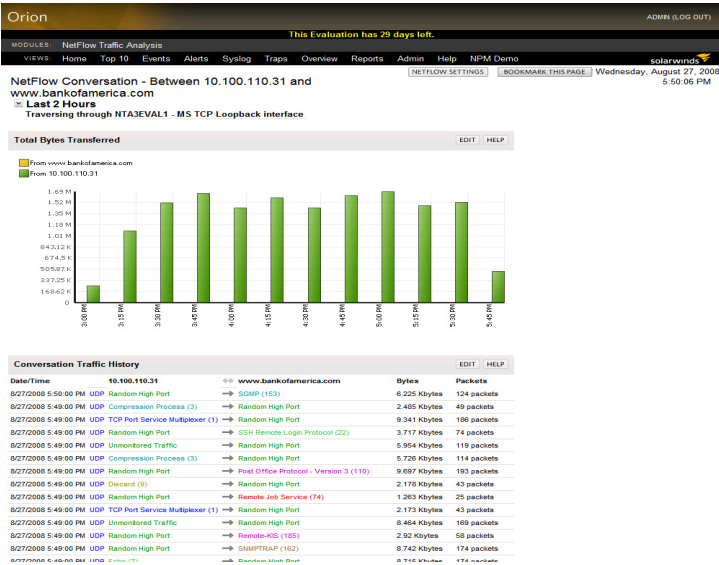 Orion
ADMIN (LOG OUT)
This Evaluation has 29 days left.
MODULES: NetFlow Traffic Analysis
VIEWS: Home Top 10 Events Alerts Syslog Traps Overview Reports Admin Help NPM Demo
solarwinds
NETFLOW SETTINGS BOOKMARK THIS PAGE Wednesday, August 27, 2008
5:50:06 PM
NetFlow Conversation - Between 10.100.110.31 and
www.bankofamerica.com
Last 2 Hours
Traversing through NTA3EVAL1 - MS TCP Loopback interface
Total Bytes Transferred EDIT HELP
From www.bankofamerica.com
From 10.100.110.31
1.69 M
1.52 M
1.35 M
1.18 M
1.01 M
843.12 K
674.5 K
505.87 K
337.25 K
168.62 K
0
3:00 PM 3:15 PM 3:30 PM 3:45 PM 4:00 PM 4:15 PM 4:30 PM 4:45 PM 5:00 PM 5:15 PM 5:30 PM 5:45 PM
Conversation Traffic History EDIT HELP
Date/Time 10.100.110.31 www.bankofamerica.com Bytes Packets
8/27/2008 5:50:00 PM UDP Random High Port SGMP (153) 6.225 Kbytes 124 packets
8/27/2008 5:49:00 PM UDP Compression Process (3) Random High Port 2.485 Kbytes 49 packets
8/27/2008 5:49:00 PM UDP TCP Port Service Multiplexer (1) Random High Port 9.341 Kbytes 186 packets
8/27/2008 5:49:00 PM UDP Random High Port SSH Remote Login Protocol (22) 3.717 Kbytes 74 packets
8/27/2008 5:49:00 PM UDP Unmonitored Traffic Random High Port 5.954 Kbytes 119 packets
8/27/2008 5:49:00 PM UDP Compression Process (3) Random High Port 5.726 Kbytes 114 packets
8/27/2008 5:49:00 PM UDP Random High Port Post Office Protocol - Version 3 (110) 9.697 Kbytes 193 packets
8/27/2008 5:49:00 PM UDP Discard (9) Random High Port 2.178 Kbytes 43 packets
8/27/2008 5:49:00 PM UDP Random High Port Remote Job Service (74) 1.263 Kbytes 25 packets
8/27/2008 5:49:00 PM UDP TCP Port Service Multiplexer (1) Random High Port 2.173 Kbytes 43 packets
8/27/2008 5:49:00 PM UDP Unmonitored Traffic Random High Port 8.464 Kbytes 169 packets
8/27/2008 5:49:00 PM UDP Random High Port Remote-KIS (185) 2.92 Kbytes 58 packets
8/27/2008 5:49:00 PM UDP Random High Port SNMPTRAP (162) 8.742 Kbytes 174 packets
8/27/2008 5:49:00 PM UDP Echo (7) Random High Port 8.715 Kbytes 174 packets